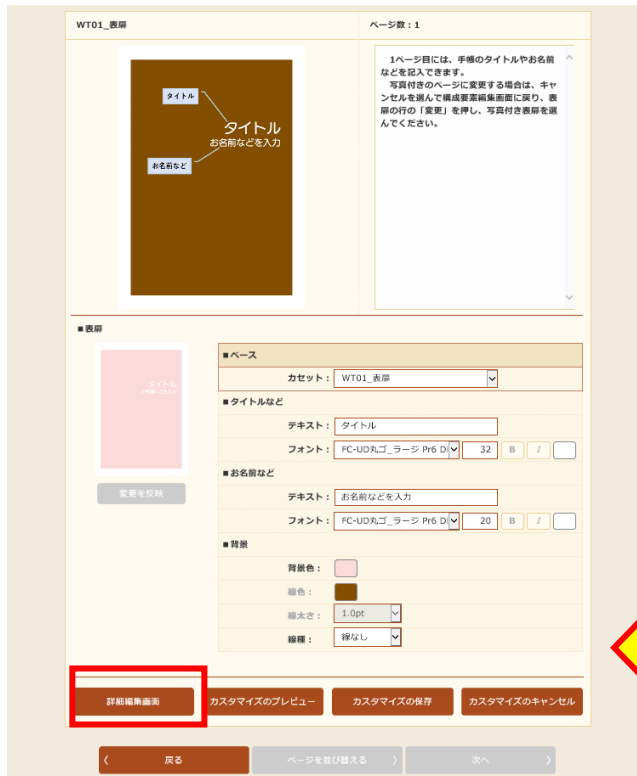 WT01_表扉
ページ数：1
タイトル
タイトル
お名前などを入力
お名前など
1ページ目には、手帳のタイトルやお名前
などを記入できます。
写真付きのページに変更する場合は、キャ
ンセルを選んで構成要素編集画面に戻り、表
扉の行の「変更」を押し、写真付き表扉を選
んでください。
■表扉
タイトル
お名前などを入力
変更を反映
■ベース
カセット： WT01_表扉
■タイトルなど
テキスト： タイトル
フォント： FC-UD丸ゴ_ラージ Pr6 D 32 B I
■お名前など
テキスト： お名前などを入力
フォント： FC-UD丸ゴ_ラージ Pr6 D 20 B I
■背景
背景色：
線色：
線太さ： 1.0pt
線種： 線なし
詳細編集画面 カスタマイズのプレビュー カスタマイズの保存 カスタマイズのキャンセル
〈 戻る ページを並び替える 〉 次へ 〉